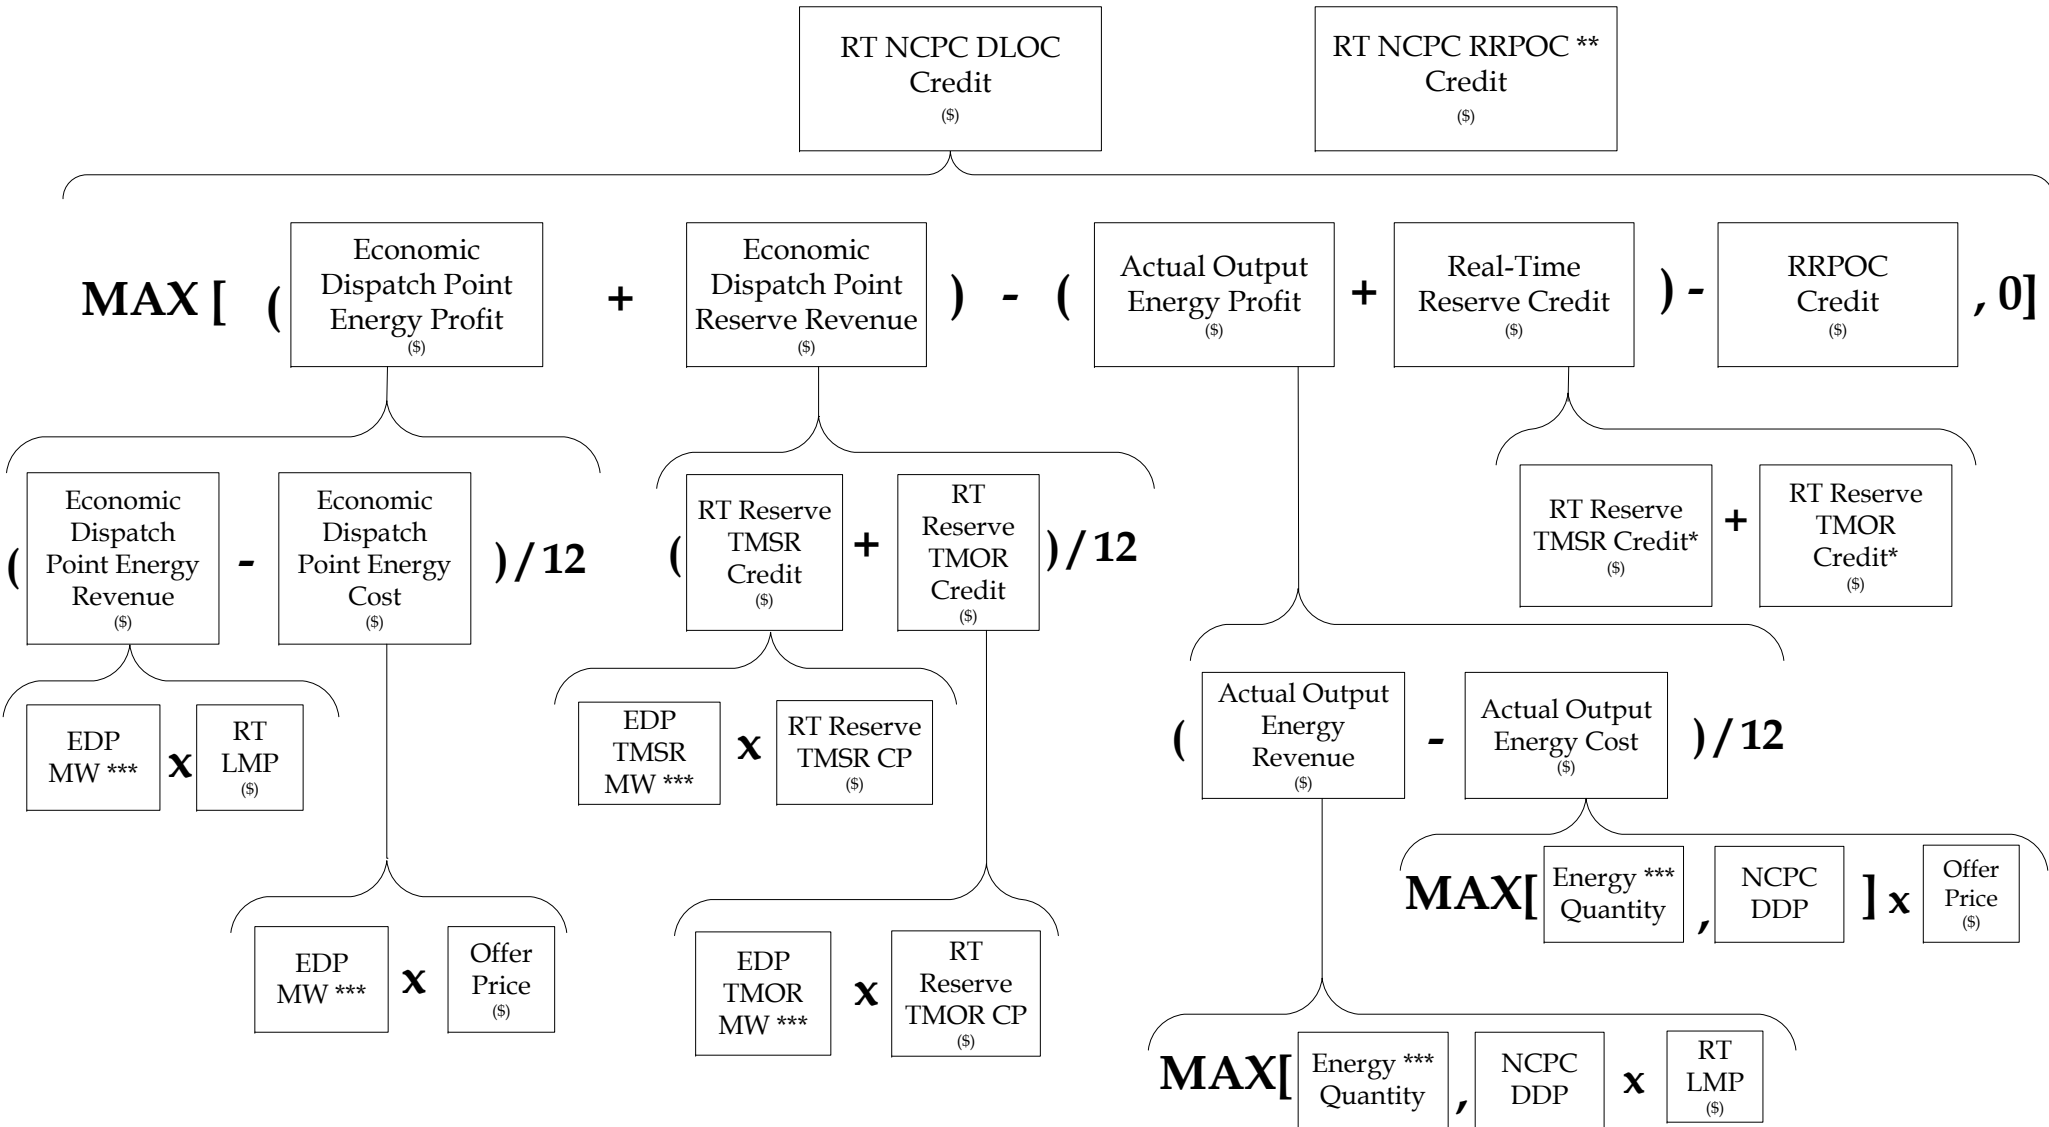 RT NCPC DLOC
Credit
($)
RT NCPC RRPOC **
Credit
($)
MAX [ (
Economic
Dispatch Point
Energy Profit
($)
+
Economic
Dispatch Point
Reserve Revenue
($)
) - (
Actual Output
Energy Profit
($)
+
Real-Time
Reserve Credit
($)
) -
RRPOC
Credit
($)
, 0]
(
Economic
Dispatch
Point Energy
Revenue
($)
-
Economic
Dispatch
Point Energy
Cost
($)
) / 12
(
RT Reserve
TMSR
Credit
($)
+
RT
Reserve
TMOR
Credit
($)
) / 12
RT Reserve
TMSR Credit*
($)
+
RT Reserve
TMOR
Credit*
($)
EDP
MW ***
x
RT
LMP
($)
EDP
TMSR
MW ***
x
RT Reserve
TMSR CP
($)
(
Actual Output
Energy
Revenue
($)
-
Actual Output
Energy Cost
($)
) / 12
EDP
MW ***
x
Offer
Price
($)
EDP
TMOR
MW ***
x
RT
Reserve
TMOR CP
($)
MAX[
Energy ***
Quantity
,
NCPC
DDP
] x
Offer
Price
($)
MAX[
Energy ***
Quantity
,
NCPC
DDP
x
RT
LMP
($)